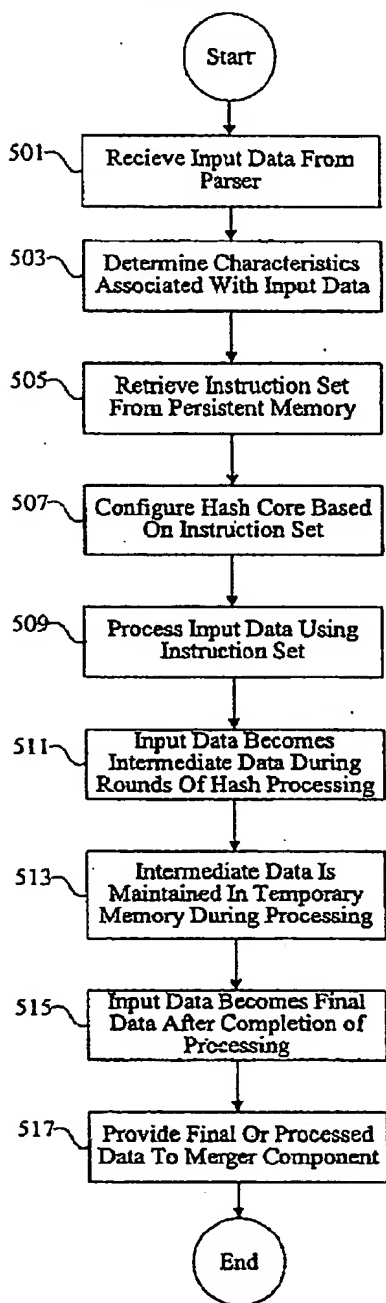 Start
501
Recieve Input Data From
Parser
503
Determine Characteristics
Associated With Input Data
505
Retrieve Instruction Set
From Persistent Memory
507
Configure Hash Core Based
On Instruction Set
509
Process Input Data Using
Instruction Set
511
Input Data Becomes
Intermediate Data During
Rounds Of Hash Processing
513
Intermediate Data Is
Maintained In Temporary
Memory During Processing
515
Input Data Becomes Final
Data After Completion of
Processing
517
Provide Final Or Processed
Data To Merger Component
End